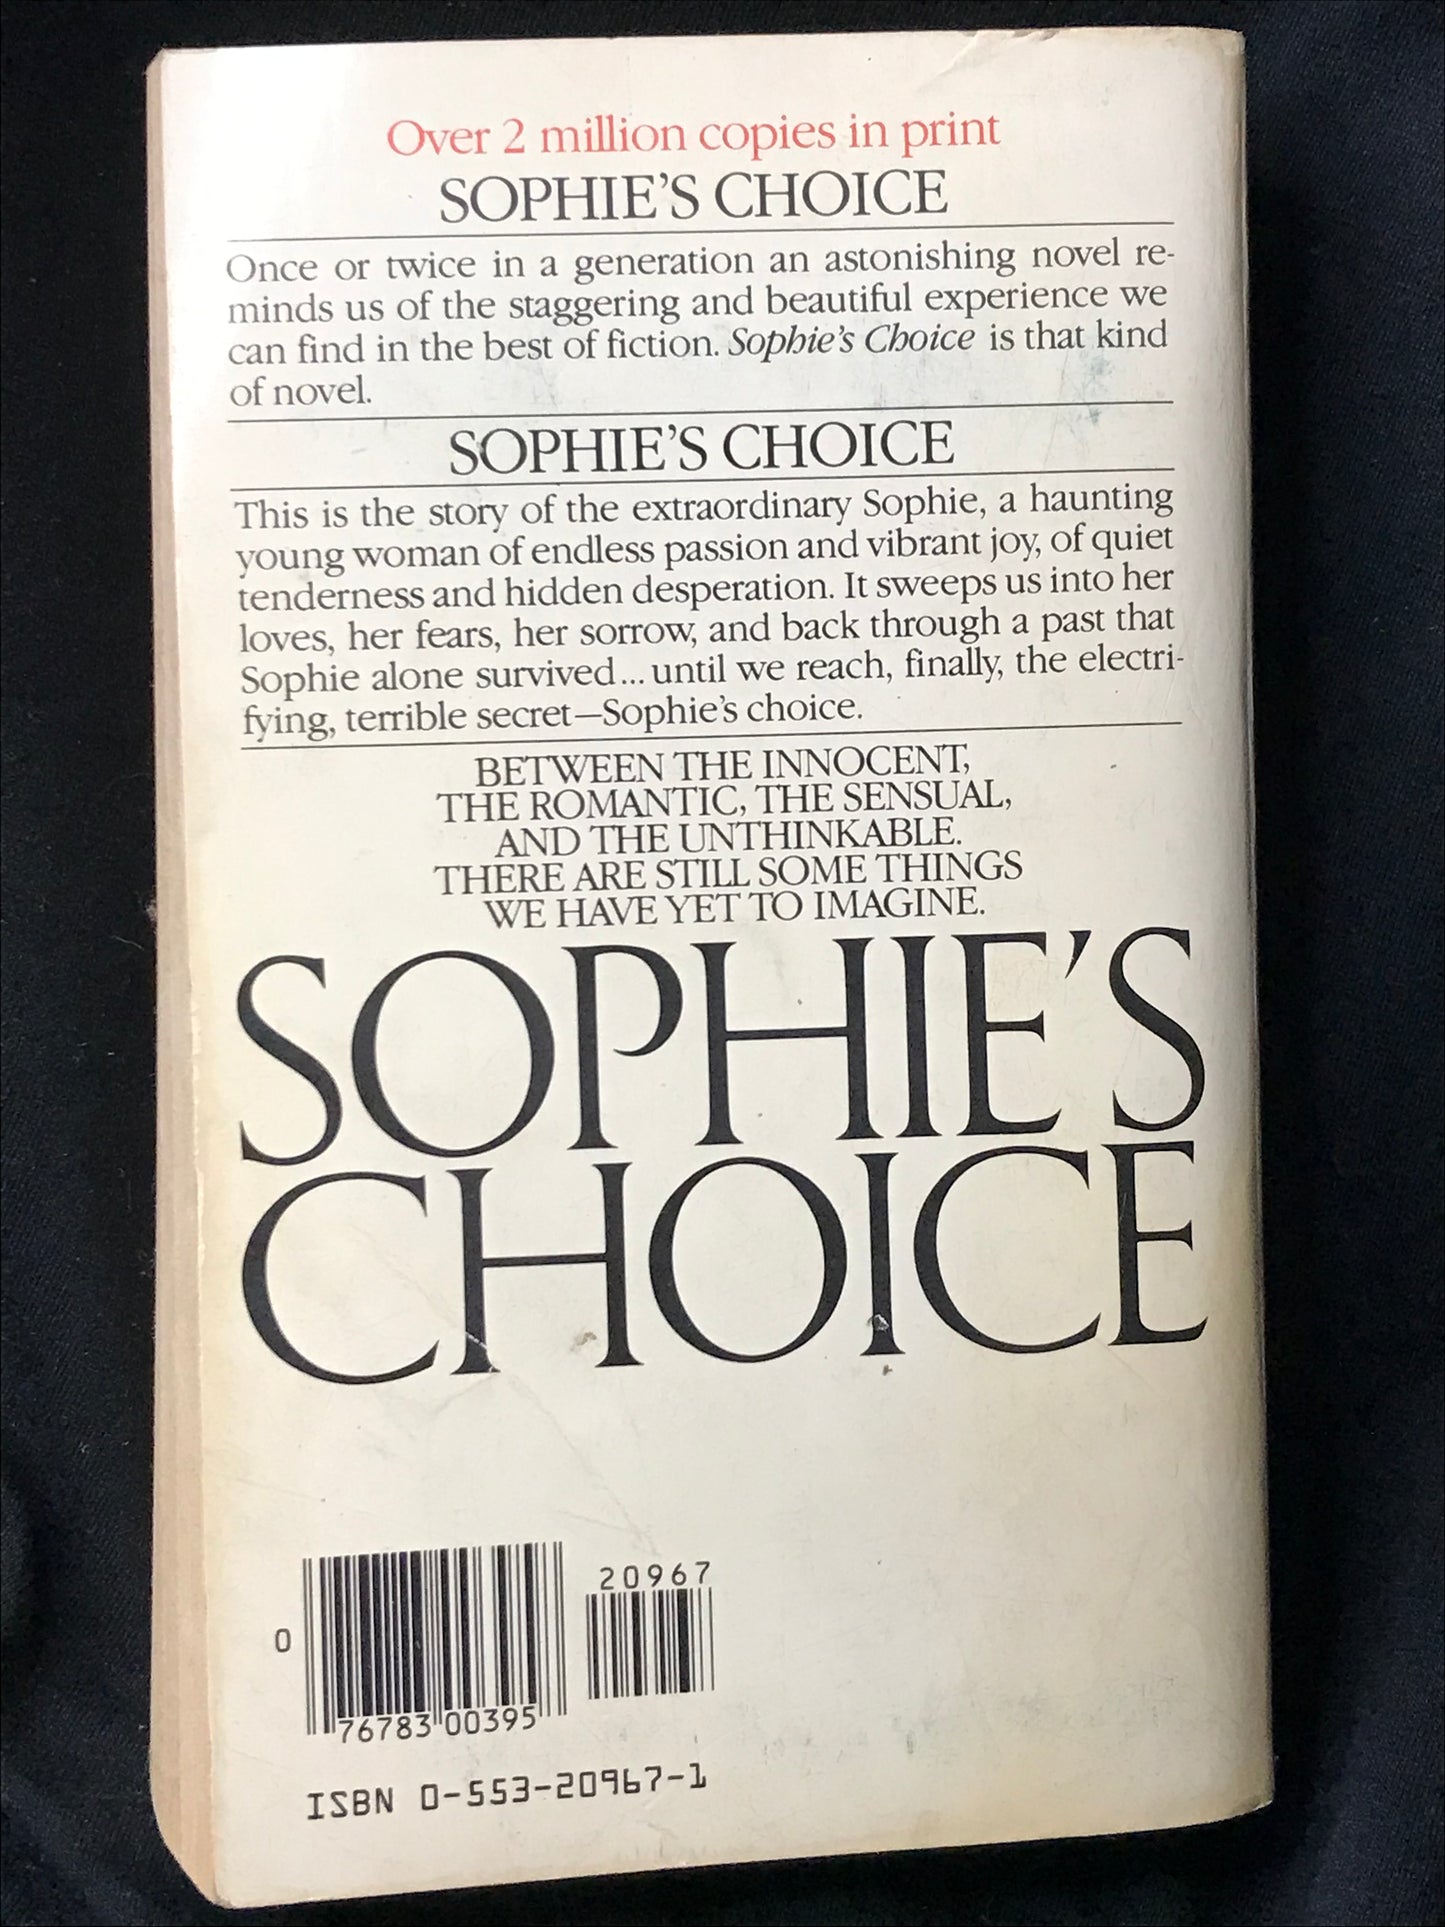 Over 2 million copies in print
SOPHIE'S CHOICE
Once or twice in a generation an astonishing novel re-
minds us of the staggering and beautiful experience we
can find in the best of fiction. Sophie's Choice is that kind
of novel.
SOPHIE'S CHOICE
This is the story of the extraordinary Sophie, a haunting
young woman of endless passion and vibrant joy, of quiet
tenderness and hidden desperation. It sweeps us into her
loves, her fears, her sorrow, and back through a past that
Sophie alone survived... until we reach, finally, the electri-
fying, terrible secret—Sophie's choice.
BETWEEN THE INNOCENT,
THE ROMANTIC, THE SENSUAL,
AND THE UNTHINKABLE.
THERE ARE STILL SOME THINGS
WE HAVE YET TO IMAGINE.
SOPHIE'S
CHOICE
20967
0
76783 00395
ISBN 0-553-20967-1